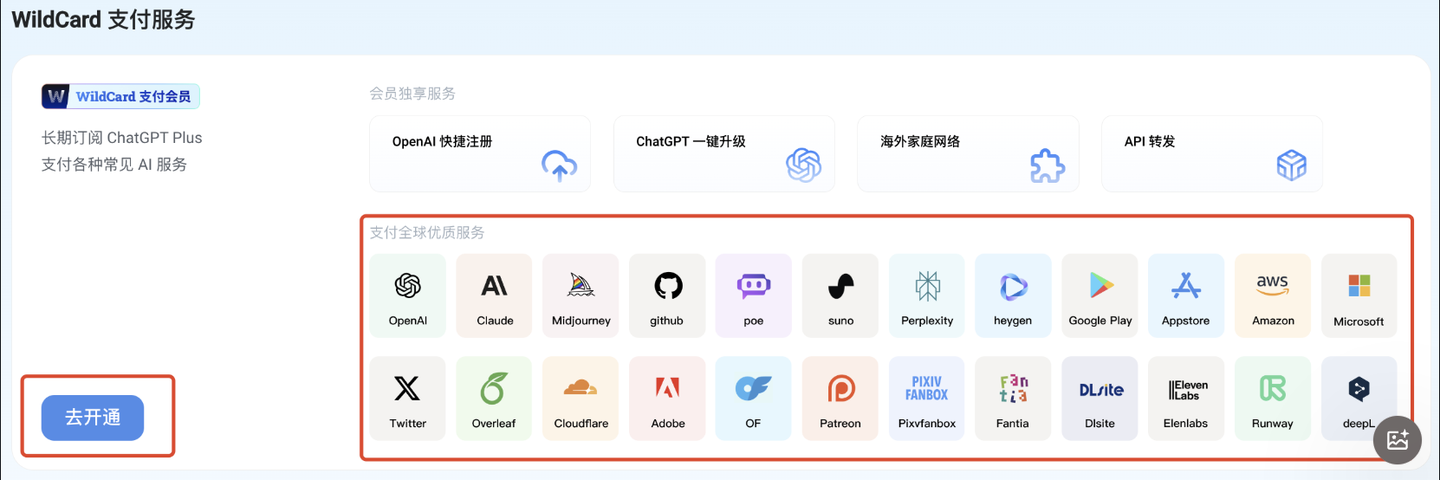 WildCard 支付服务
W WildCard 支付会员
长期订阅 ChatGPT Plus
支付各种常见 AI 服务
去开通
会员独享服务
OpenAI 快捷注册
ChatGPT 一键升级
海外家庭网络
API 转发
支付全球优质服务
OpenAI
Claude
Midjourney
github
poe
suno
Perplexity
heygen
Google Play
Appstore
aws
Amazon
Microsoft
Twitter
Overleaf
Cloudflare
Adobe
OF
Patreon
PIXIV
FANBOX
Pixvfanbox
Fantia
Fantia
DLsite
Dlsite
ElevenLabs
Elenlabs
Runway
deepL